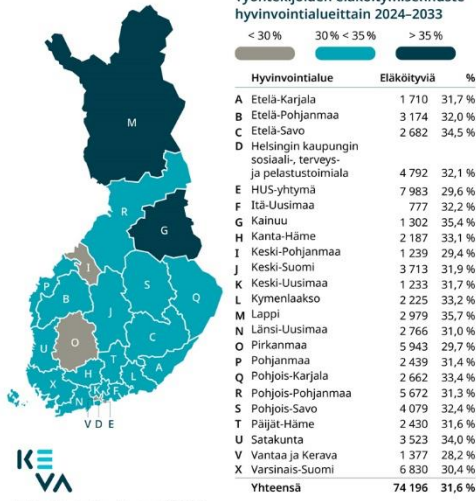 hyvinvointialueittain 2024–2033
< 30 % 30 % < 35 % > 35 %
Hyvinvointialue Eläköityviä %
A Etelä-Karjala 1 710 31,7 %
B Etelä-Pohjanmaa 3 174 32,0 %
C Etelä-Savo 2 682 34,5 %
D Helsingin kaupungin
sosiaali-, terveys-
ja pelastustoimiala 4 792 32,1 %
E HUS-yhtymä 7 983 29,6 %
F Itä-Uusimaa 777 32,2 %
G Kainuu 1 302 35,4 %
H Kanta-Häme 2 187 33,1 %
I Keski-Pohjanmaa 1 239 29,4 %
J Keski-Suomi 3 713 31,9 %
K Keski-Uusimaa 1 233 31,7 %
L Kymenlaakso 2 225 33,2 %
M Lappi 2 979 35,7 %
N Länsi-Uusimaa 2 766 31,0 %
O Pirkanmaa 5 943 29,7 %
P Pohjanmaa 2 439 31,4 %
Q Pohjois-Karjala 2 662 33,4 %
R Pohjois-Pohjanmaa 5 672 31,3 %
S Pohjois-Savo 4 079 32,4 %
T Päijät-Häme 2 430 31,6 %
U Satakunta 3 523 34,0 %
V Vantaa ja Kerava 1 377 28,2 %
X Varsinais-Suomi 6 830 30,4 %
Yhteensä 74 196 31,6 %
M
R
G
I
P
B
J
S
Q
O
U
C
T
H
L
A
X
K
F
N
V D E
KE
VA